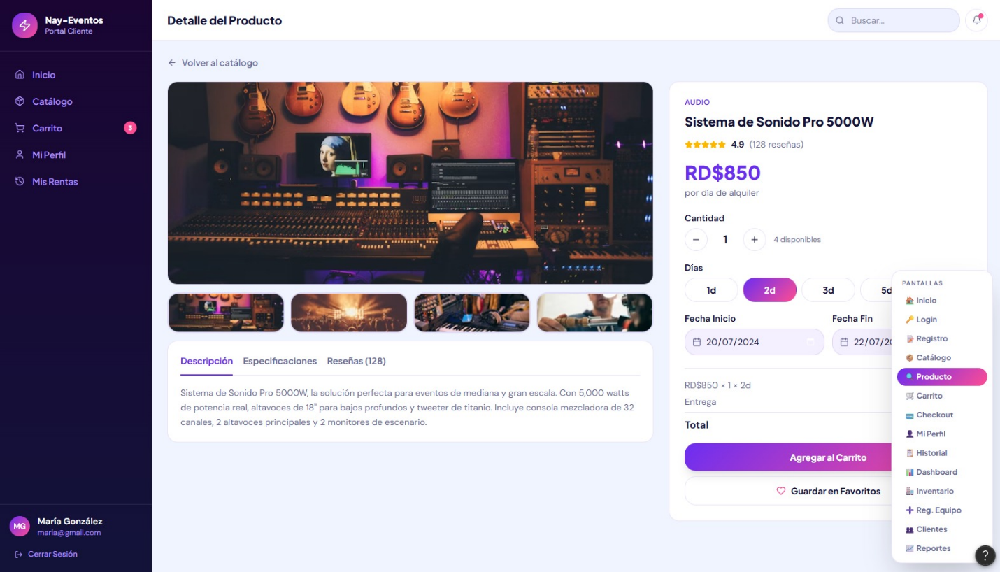 Nay-Eventos
Portal Cliente
Inicio
Catálogo
Carrito
3
Mi Perfil
Mis Rentas
MG
María González
maria@gmail.com
Cerrar Sesión
Detalle del Producto
Buscar...
Volver al catálogo
Descripción Especificaciones Reseñas (128)
Sistema de Sonido Pro 5000W, la solución perfecta para eventos de mediana y gran escala. Con 5,000 watts
de potencia real, altavoces de 18" para bajos profundos y tweeter de titanio. Incluye consola mezcladora de 32
canales, 2 altavoces principales y 2 monitores de escenario.
AUDIO
Sistema de Sonido Pro 5000W
4.9 (128 reseñas)
RD$850
por día de alquiler
Cantidad
− 1 + 4 disponibles
Días
1d 2d 3d 5d
Fecha Inicio Fecha Fin
20/07/2024 22/07/20
RD$850 × 1 × 2d
Entrega
Total
Agregar al Carrito
Guardar en Favoritos
PANTALLAS
Inicio
Login
Registro
Catálogo
Producto
Carrito
Checkout
Mi Perfil
Historial
Dashboard
Inventario
Reg. Equipo
Clientes
Reportes
?